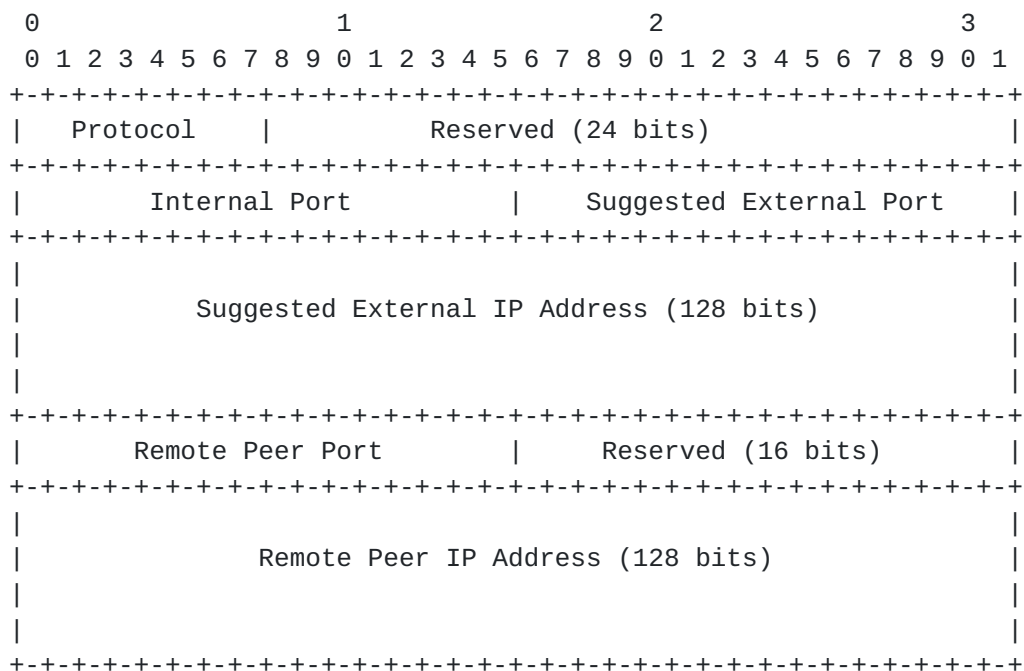 0                   1                   2                   3
 0 1 2 3 4 5 6 7 8 9 0 1 2 3 4 5 6 7 8 9 0 1 2 3 4 5 6 7 8 9 0 1
+-+-+-+-+-+-+-+-+-+-+-+-+-+-+-+-+-+-+-+-+-+-+-+-+-+-+-+-+-+-+-+-+
|   Protocol    |          Reserved (24 bits)                   |
+-+-+-+-+-+-+-+-+-+-+-+-+-+-+-+-+-+-+-+-+-+-+-+-+-+-+-+-+-+-+-+-+
|        Internal Port          |    Suggested External Port    |
+-+-+-+-+-+-+-+-+-+-+-+-+-+-+-+-+-+-+-+-+-+-+-+-+-+-+-+-+-+-+-+-+
|                                                               |
|           Suggested External IP Address (128 bits)            |
|                                                               |
|                                                               |
+-+-+-+-+-+-+-+-+-+-+-+-+-+-+-+-+-+-+-+-+-+-+-+-+-+-+-+-+-+-+-+-+
|       Remote Peer Port        |     Reserved (16 bits)        |
+-+-+-+-+-+-+-+-+-+-+-+-+-+-+-+-+-+-+-+-+-+-+-+-+-+-+-+-+-+-+-+-+
|                                                               |
|               Remote Peer IP Address (128 bits)               |
|                                                               |
|                                                               |
+-+-+-+-+-+-+-+-+-+-+-+-+-+-+-+-+-+-+-+-+-+-+-+-+-+-+-+-+-+-+-+-+